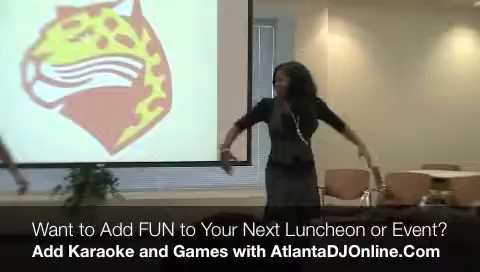 Want to Add FUN to Your Next Luncheon or Event?
Add Karaoke and Games with AtlantaDJOnline.Com